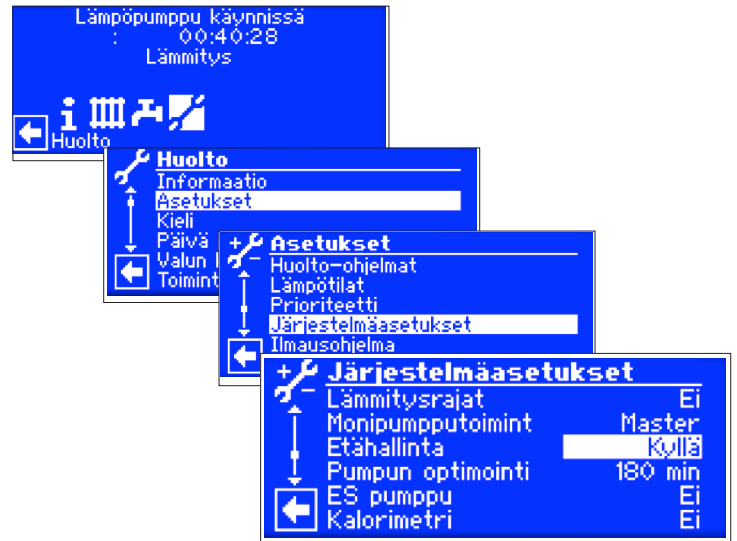 Lämpöpumppu käynnissä
: 00:40:28
Lämmitys
Huolto
Huolto
Informaatio
Asetukset
Kieli
Päivä
Valun
Toimint
Asetukset
Huolto-ohjelmat
Lämpötilat
Prioriteetti
Järjestelmäasetukset
Ilmausohjelma
Järjestelmäasetukset
Lämmitysrajat Ei
Monipumpputoimint Master
Etähallinta Kyllä
Pumpun optimointi 180 min
ES pumppu Ei
Kalorimetri Ei